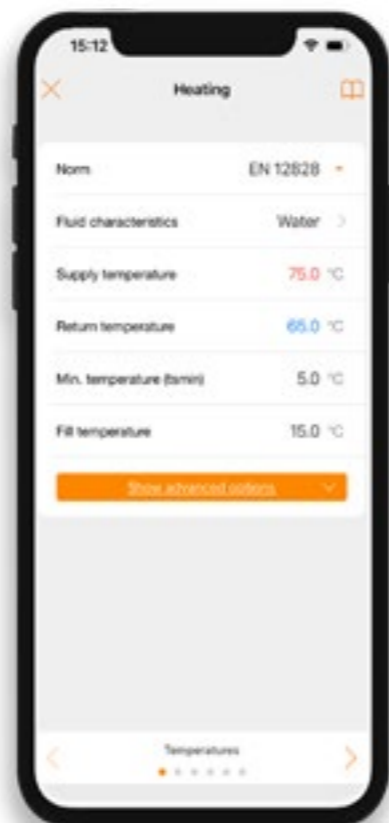 15:12
Heating
Norm EN 12828
Fluid characteristics Water
Supply temperature 75.0 °C
Return temperature 65.0 °C
Min. temperature (tsmin) 5.0 °C
Fill temperature 15.0 °C
Show advanced options
Temperatures